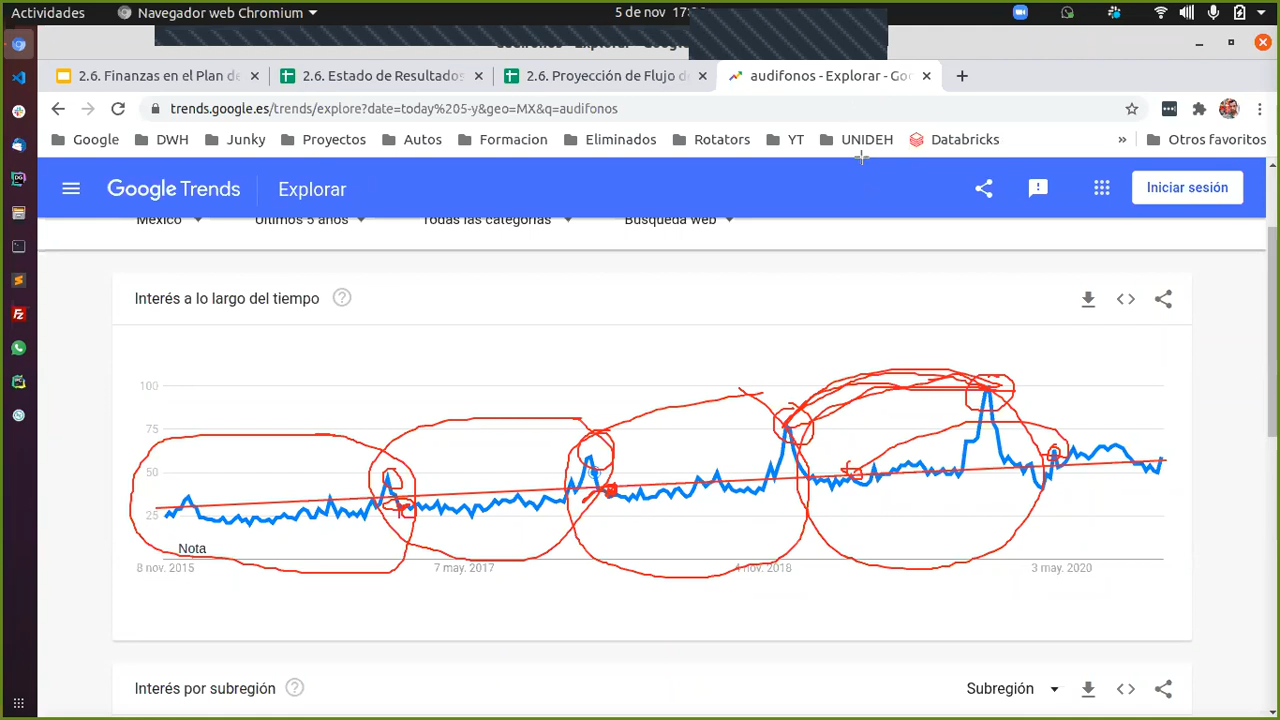 Actividades
Navegador web Chromium
5 de nov
2.6. Finanzas en el Plan de
2.6. Estado de Resultados
2.6. Proyección de Flujo de
audifonos - Explorar - Goo
trends.google.es/trends/explore?date=today%205-y&geo=MX&q=audifonos
Google
DWH
Junky
Proyectos
Autos
Formacion
Eliminados
Rotators
YT
UNIDEH
Databricks
»
Otros favoritos
Google Trends
Explorar
Iniciar sesión
México
Últimos 5 años
Todas las categorías
Búsqueda web
Interés a lo largo del tiempo
100
75
50
25
Nota
8 nov. 2015
7 may. 2017
4 nov. 2018
3 may. 2020
Interés por subregión
Subregión